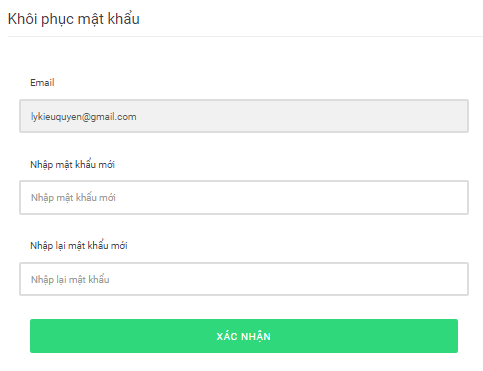 Khôi phục mật khẩu
Email
lykieuquyen@gmail.com
Nhập mật khẩu mới
Nhập mật khẩu mới
Nhập lại mật khẩu mới
Nhập lại mật khẩu
XÁC NHẬN